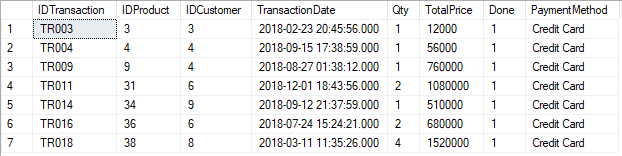 IDTransaction IDProduct IDCustomer TransactionDate Qty TotalPrice Done PaymentMethod
1 TR003 3 3 2018-02-23 20:45:56.000 1 12000 1 Credit Card
2 TR004 4 4 2018-09-15 17:38:59.000 1 56000 1 Credit Card
3 TR009 9 4 2018-08-27 01:38:12.000 1 760000 1 Credit Card
4 TR011 31 6 2018-12-01 18:43:56.000 2 1080000 1 Credit Card
5 TR014 34 9 2018-09-12 21:37:59.000 1 510000 1 Credit Card
6 TR016 36 6 2018-07-24 15:24:21.000 2 680000 1 Credit Card
7 TR018 38 8 2018-03-11 11:35:26.000 4 1520000 1 Credit Card